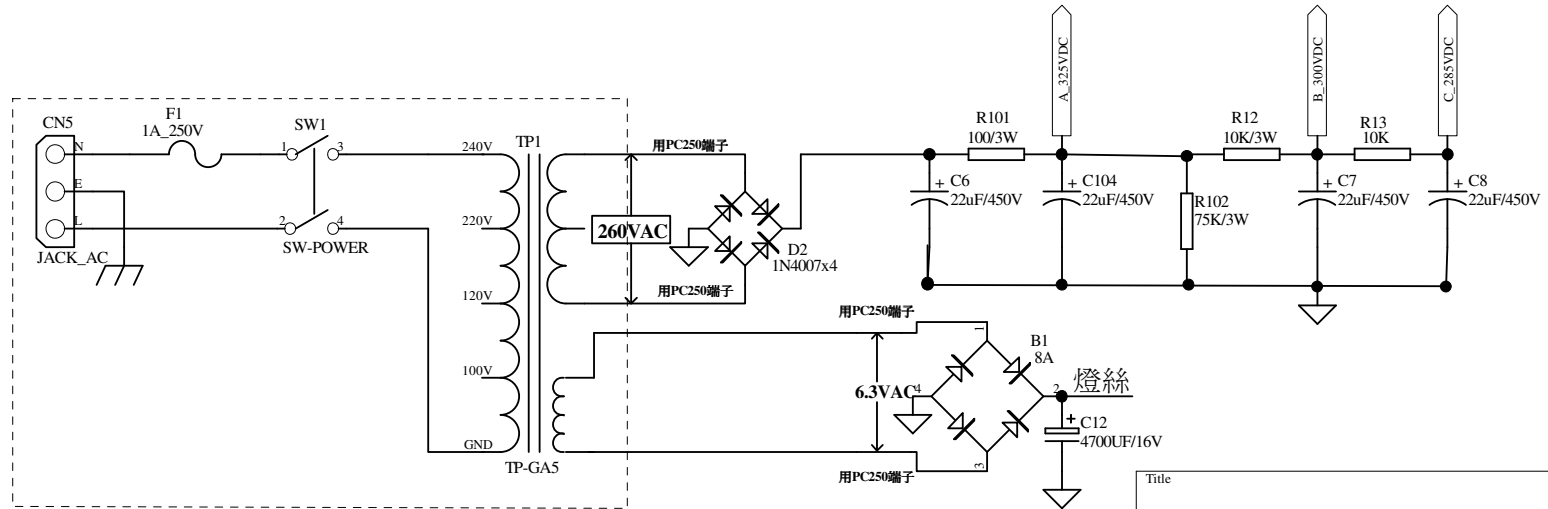 A_325VDC
B_300VDC
C_285VDC
CN5
F1
1A_250V
SW1
N
1
3
240V
TP1
用PC250端子
R101
100/3W
R12
10K/3W
R13
10K
E
+ C6
22uF/450V
+ C104
22uF/450V
R102
75K/3W
+ C7
22uF/450V
+ C8
22uF/450V
L
2
4
220V
260VAC
SW-POWER
D2
1N4007x4
JACK_AC
120V
用PC250端子
用PC250端子
1
B1
8A
100V
6.3VAC
4
2
燈絲
+
C12
4700UF/16V
GND
TP-GA5
3
用PC250端子
Title